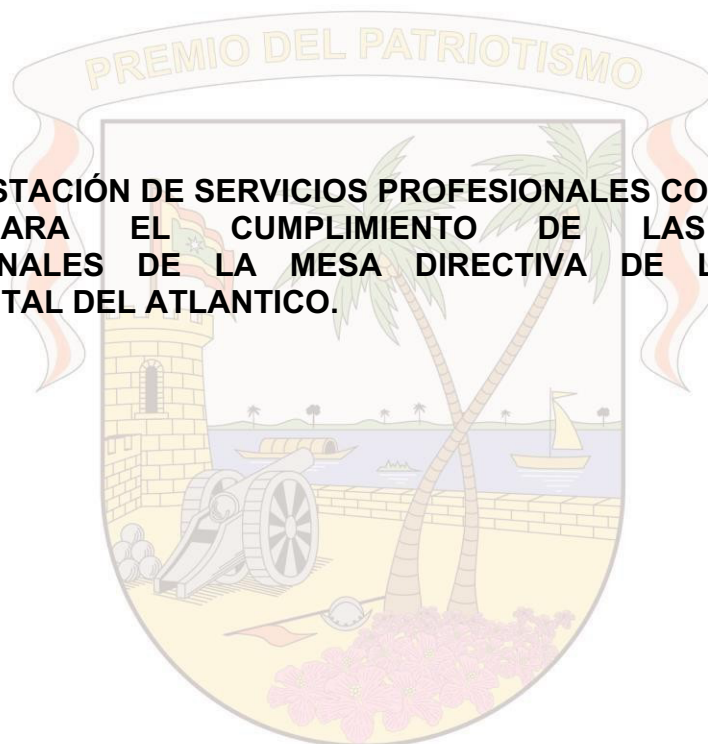 PREMIO DEL PATRIOTISMO
STACIÓN DE SERVICIOS PROFESIONALES CO
ARA EL CUMPLIMIENTO DE LAS
NALES DE LA MESA DIRECTIVA DE L
TAL DEL ATLANTICO.